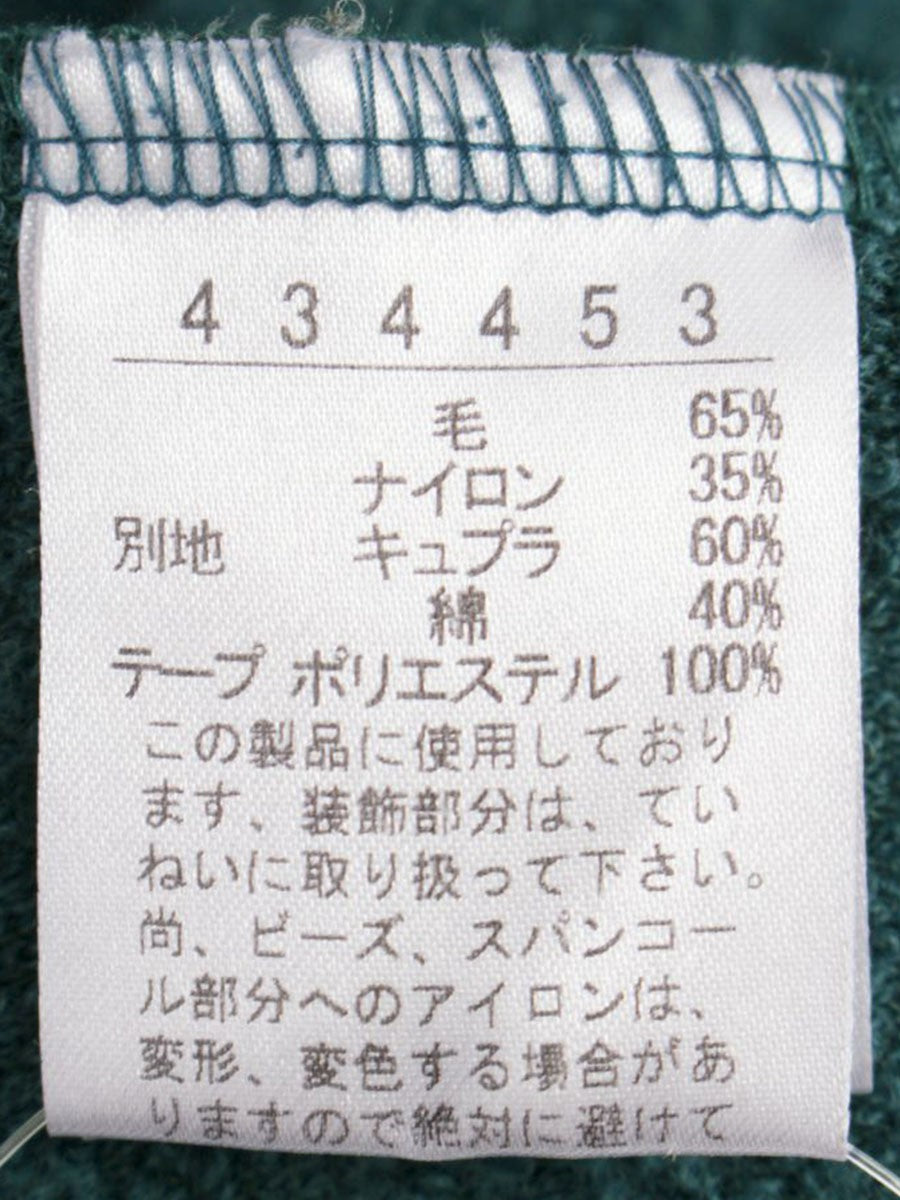 434453
毛 65%
ナイロン 35%
別地 キュプラ 60%
綿 40%
テープ ポリエステル 100%
この製品に使用しており
ます、装飾部分は、てい
ねいに取り扱って下さい。
尚、ビーズ、スパンコー
ル部分へのアイロンは、
変形、変色する場合があ
りますので絶対に避けて